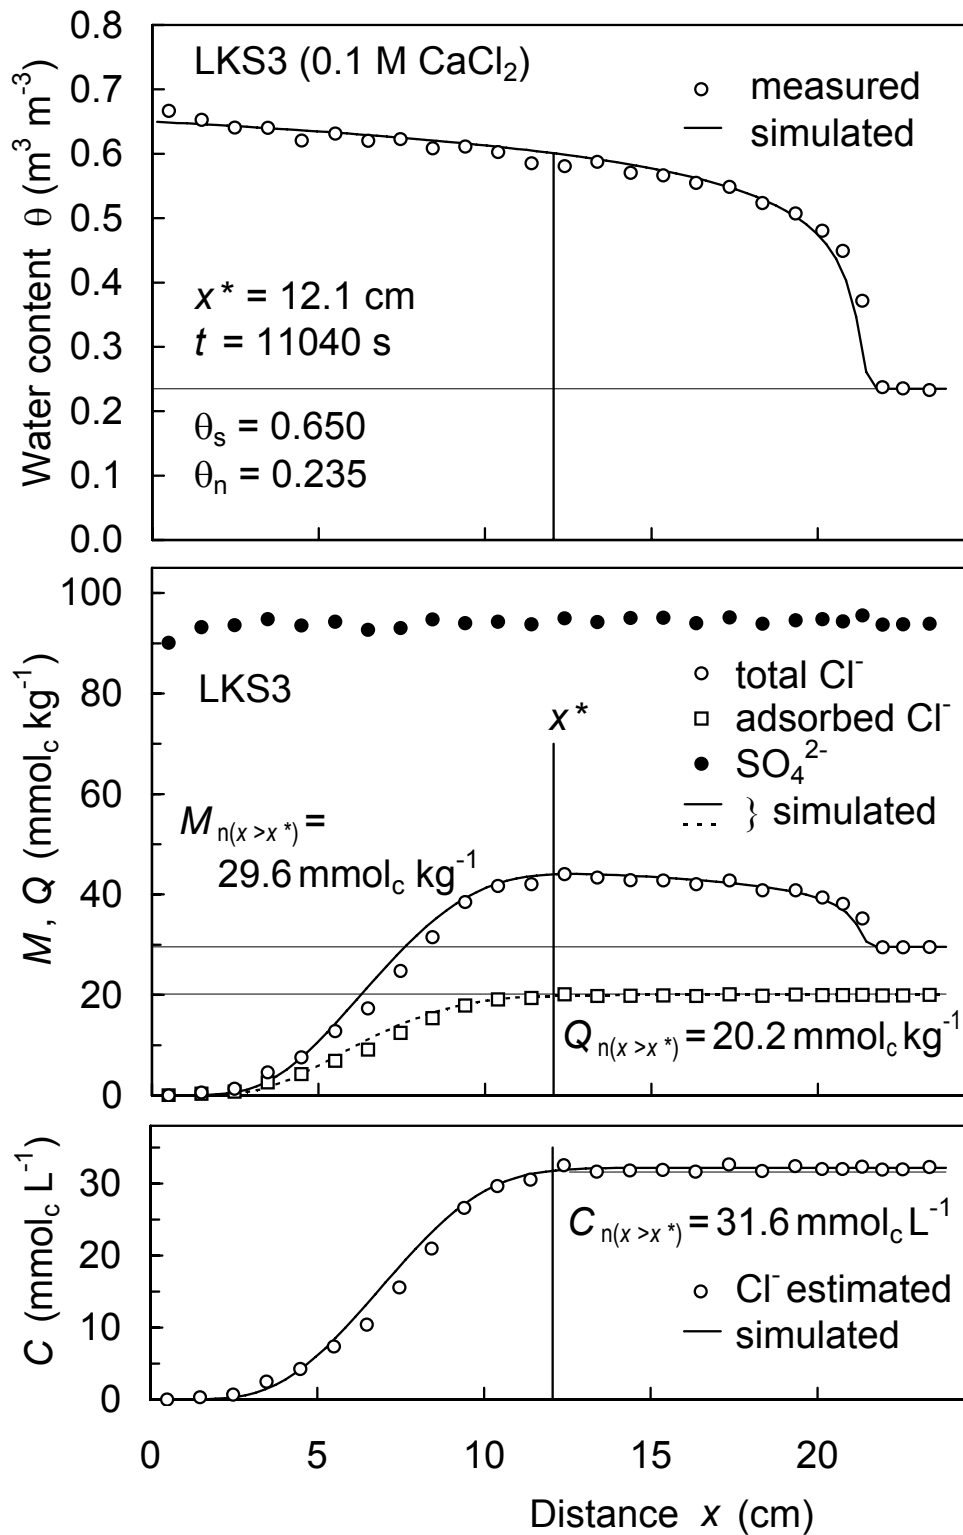 0.8
0.7
0.6
0.5
0.4
0.3
0.2
0.1
0.0
Water content θ (m³ m⁻³)
LKS3 (0.1 M CaCl₂)
measured
simulated
x* = 12.1 cm
t = 11040 s
θs = 0.650
θn = 0.235
100
80
60
40
20
0
M, Q (mmolc kg⁻¹)
LKS3
x*
total Cl⁻
adsorbed Cl⁻
SO₄²⁻
} simulated
Mn(x >x*) =
29.6 mmolc kg⁻¹
Qn(x >x*) = 20.2 mmolc kg⁻¹
30
20
10
0
C (mmolc L⁻¹)
Cn(x >x*) = 31.6 mmolc L⁻¹
Cl⁻ estimated
simulated
0 5 10 15 20
Distance x (cm)